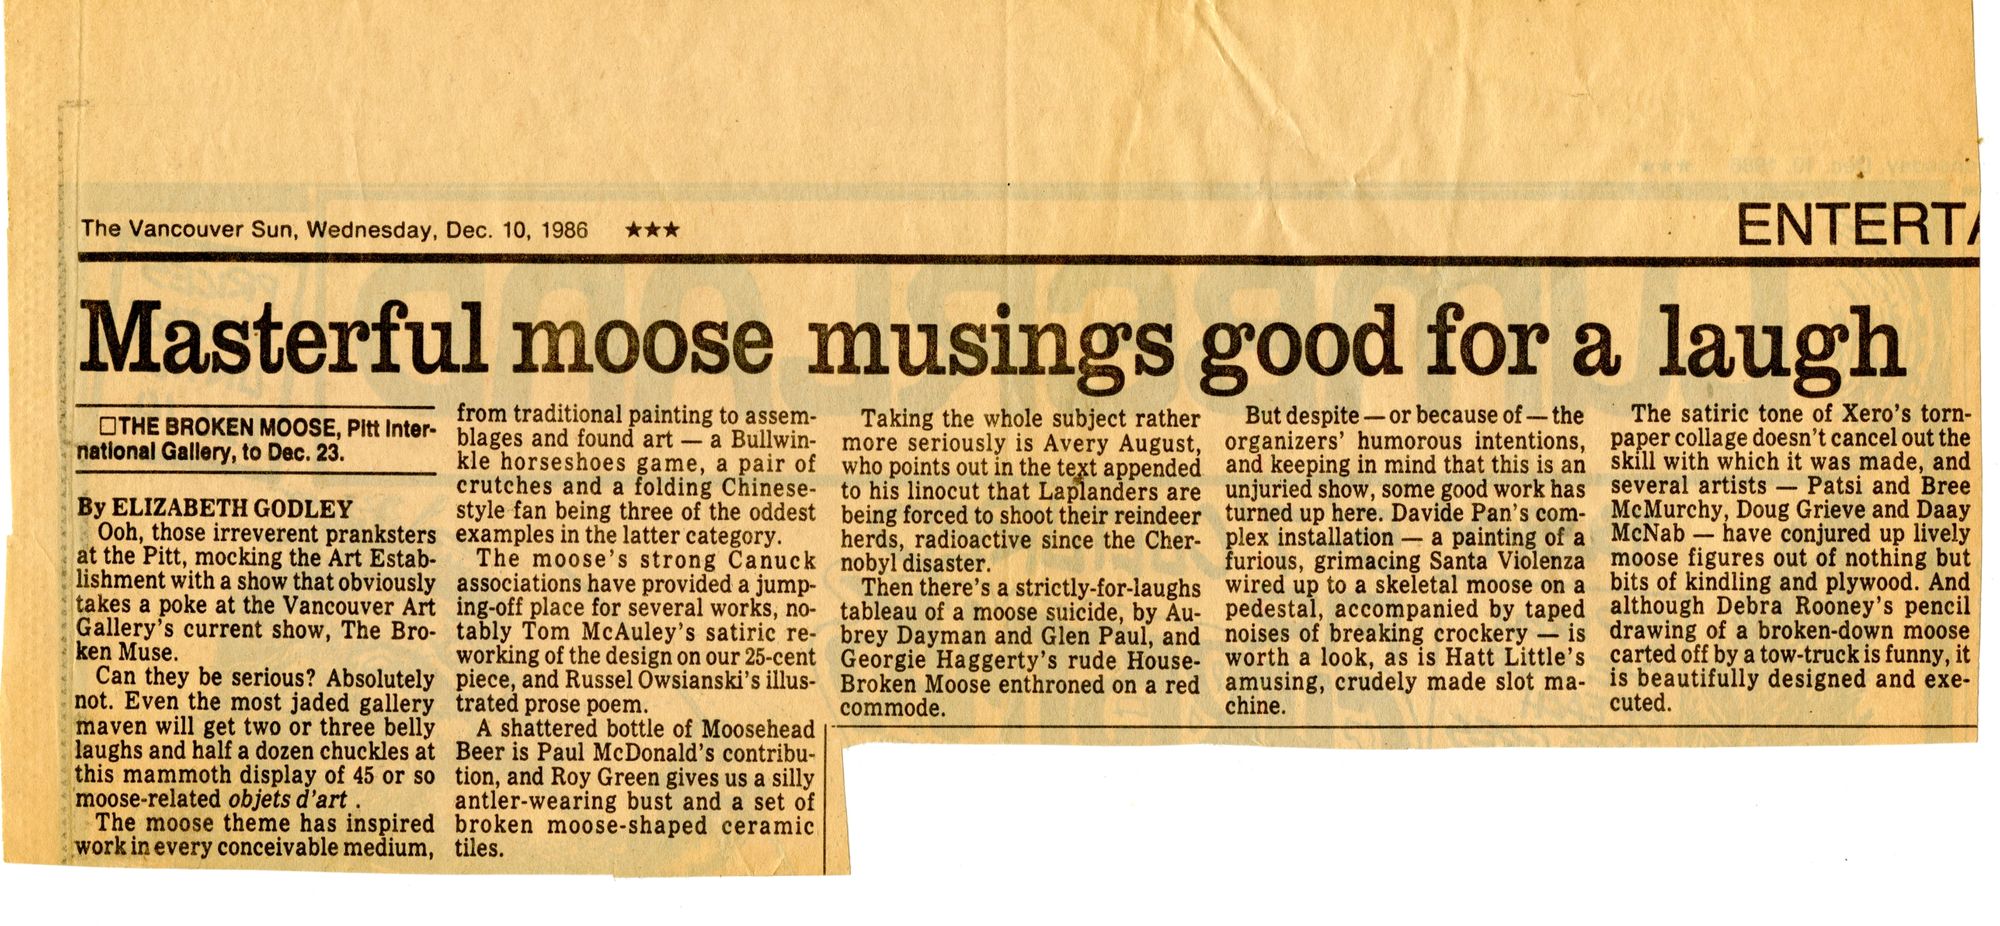 The Vancouver Sun, Wednesday, Dec. 10, 1986 ★★★
ENTERTA
Masterful moose musings good for a laugh
□THE BROKEN MOOSE, Pitt Inter-
national Gallery, to Dec. 23.
By ELIZABETH GODLEY
Ooh, those irreverent pranksters
at the Pitt, mocking the Art Estab-
lishment with a show that obviously
takes a poke at the Vancouver Art
Gallery's current show, The Bro-
ken Muse.
Can they be serious? Absolutely
not. Even the most jaded gallery
maven will get two or three belly
laughs and half a dozen chuckles at
this mammoth display of 45 or so
moose-related objets d'art .
The moose theme has inspired
work in every conceivable medium,
from traditional painting to assem-
blages and found art — a Bullwin-
kle horseshoes game, a pair of
crutches and a folding Chinese-
style fan being three of the oddest
examples in the latter category.
The moose's strong Canuck
associations have provided a jump-
ing-off place for several works, no-
tably Tom McAuley's satiric re-
working of the design on our 25-cent
piece, and Russel Owsianski's illus-
trated prose poem.
A shattered bottle of Moosehead
Beer is Paul McDonald's contribu-
tion, and Roy Green gives us a silly
antler-wearing bust and a set of
broken moose-shaped ceramic
tiles.
Taking the whole subject rather
more seriously is Avery August,
who points out in the text appended
to his linocut that Laplanders are
being forced to shoot their reindeer
herds, radioactive since the Cher-
nobyl disaster.
Then there's a strictly-for-laughs
tableau of a moose suicide, by Au-
brey Dayman and Glen Paul, and
Georgie Haggerty's rude House-
Broken Moose enthroned on a red
commode.
But despite — or because of — the
organizers' humorous intentions,
and keeping in mind that this is an
unjuried show, some good work has
turned up here. Davide Pan's com-
plex installation — a painting of a
furious, grimacing Santa Violenza
wired up to a skeletal moose on a
pedestal, accompanied by taped
noises of breaking crockery — is
worth a look, as is Hatt Little's
amusing, crudely made slot ma-
chine.
The satiric tone of Xero's torn-
paper collage doesn't cancel out the
skill with which it was made, and
several artists — Patsi and Bree
McMurchy, Doug Grieve and Daay
McNab — have conjured up lively
moose figures out of nothing but
bits of kindling and plywood. And
although Debra Rooney's pencil
drawing of a broken-down moose
carted off by a tow-truck is funny, it
is beautifully designed and exe-
cuted.